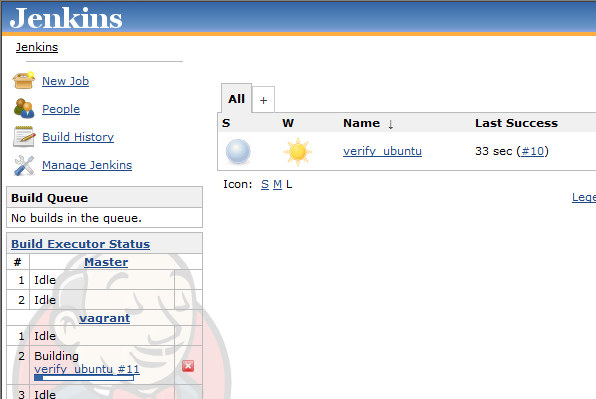 Jenkins
Jenkins
New Job
People
Build History
Manage Jenkins
All +
S W Name ↓ Last Success
verify_ubuntu 33 sec (#10)
Icon: S M L
Lege
Build Queue
No builds in the queue.
Build Executor Status
# Master
1 Idle
2 Idle
vagrant
1 Idle
2 Building
verify_ubuntu #11
3 Idle